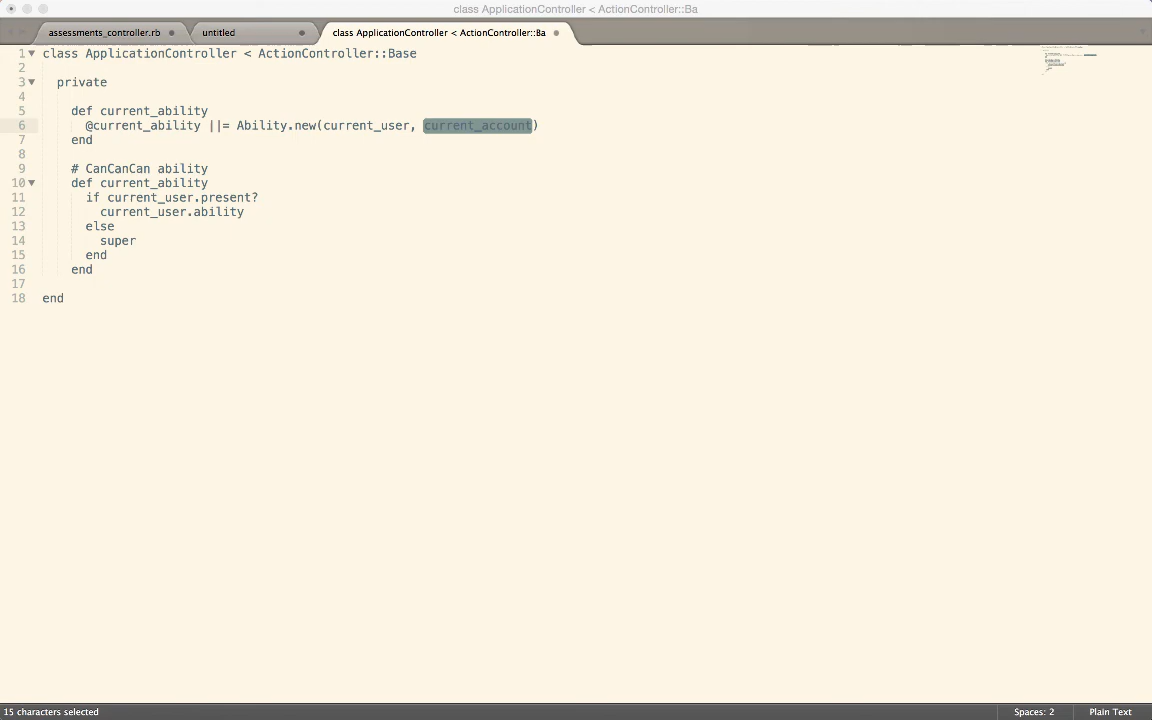 class ApplicationController < ActionController::Ba
assessments_controller.rb
untitled
class ApplicationController < ActionController::Ba
1 class ApplicationController < ActionController::Base
2
3 private
4
5 def current_ability
6 @current_ability ||= Ability.new(current_user, current_account)
7 end
8
9 # CanCanCan ability
10 def current_ability
11 if current_user.present?
12 current_user.ability
13 else
14 super
15 end
16 end
17
18 end
15 characters selected
Spaces: 2
Plain Text